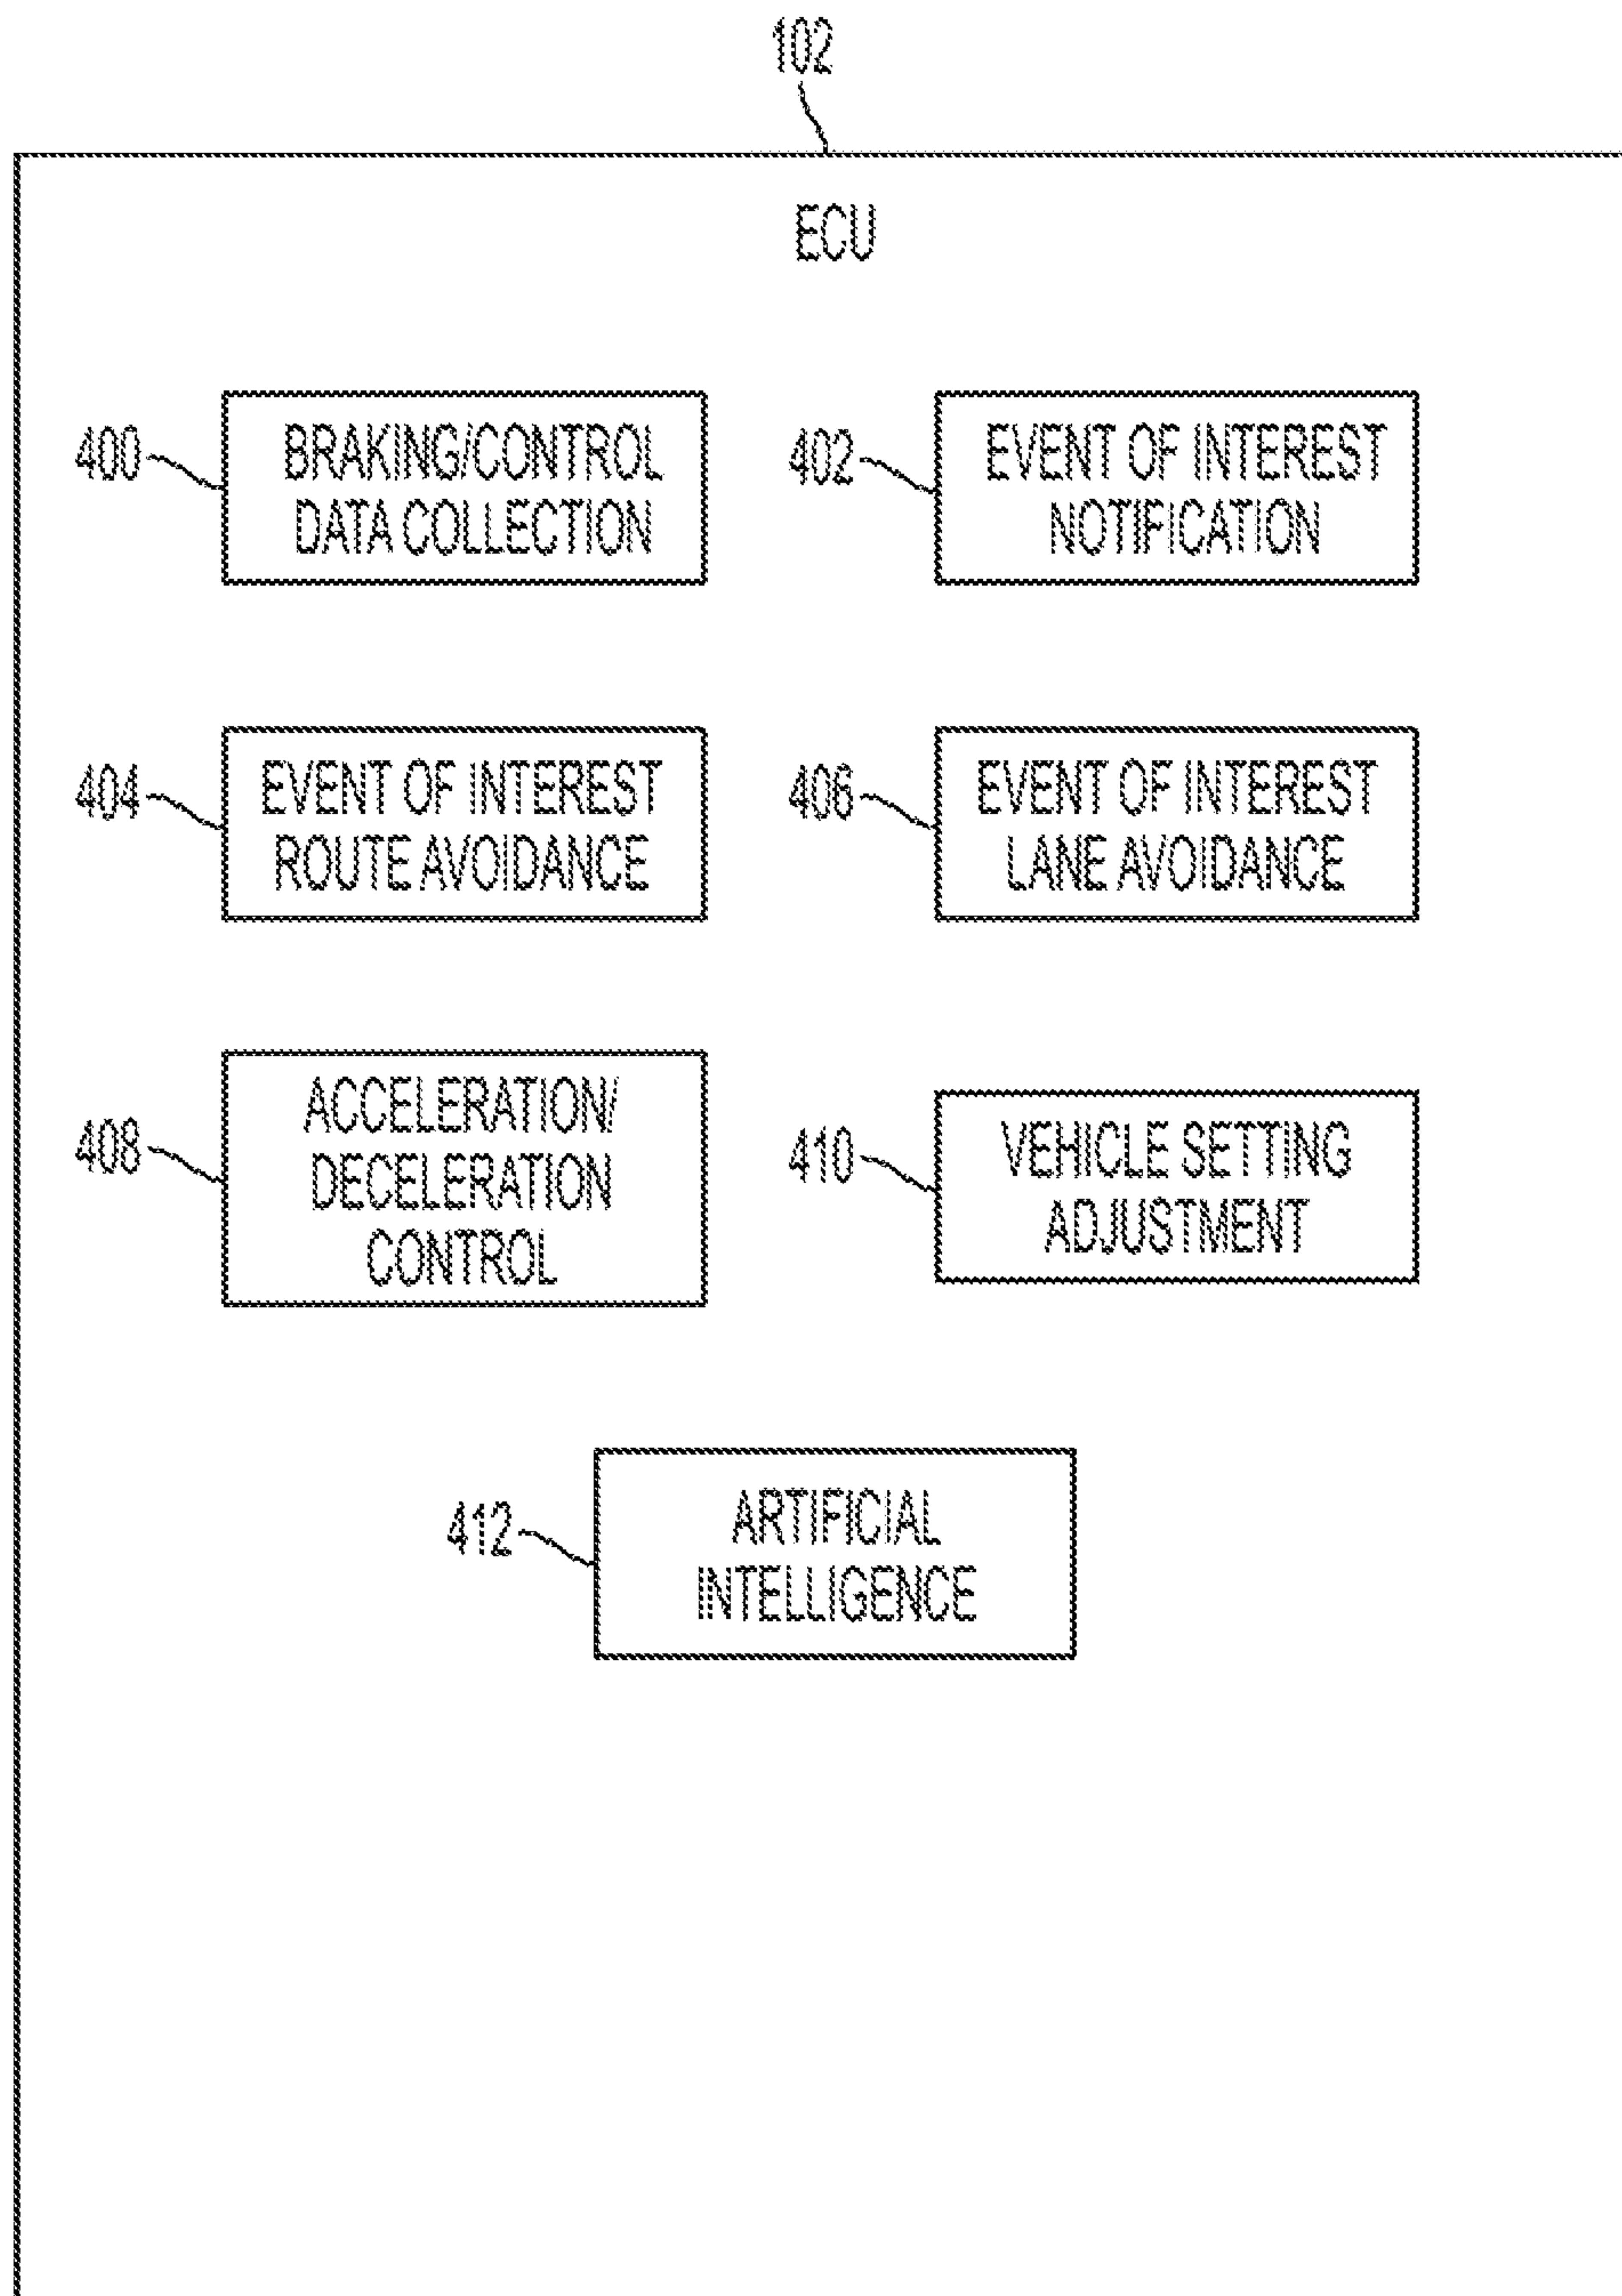 102
ECU
400
BRAKING/CONTROL
DATA COLLECTION
402
EVENT OF INTEREST
NOTIFICATION
404
EVENT OF INTEREST
ROUTE AVOIDANCE
406
EVENT OF INTEREST
LANE AVOIDANCE
408
ACCELERATION/
DECELERATION
CONTROL
410
VEHICLE SETTING
ADJUSTMENT
412
ARTIFICIAL
INTELLIGENCE